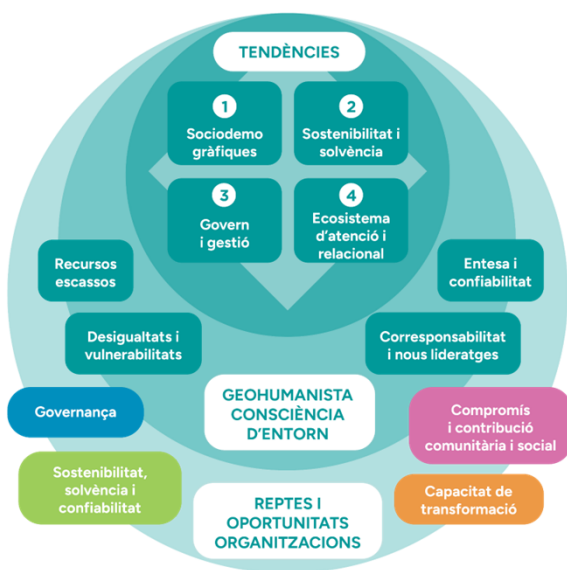 TENDÈNCIES
1
Sociodemo
gràfiques
2
Sostenibilitat i
solvència
3
Govern
i gestió
4
Ecosistema
d'atenció i
relacional
Recursos
escassos
Entesa i
confiabilitat
Desigualtats i
vulnerabilitats
Corresponsabilitat
i nous lideratges
GEOHUMANISTA
CONSCIÈNCIA
D'ENTORN
Governança
Compromís
i contribució
comunitària i social
Sostenibilitat,
solvència i
confiabilitat
Capacitat de
transformació
REPTES I
OPORTUNITATS
ORGANITZACIONS